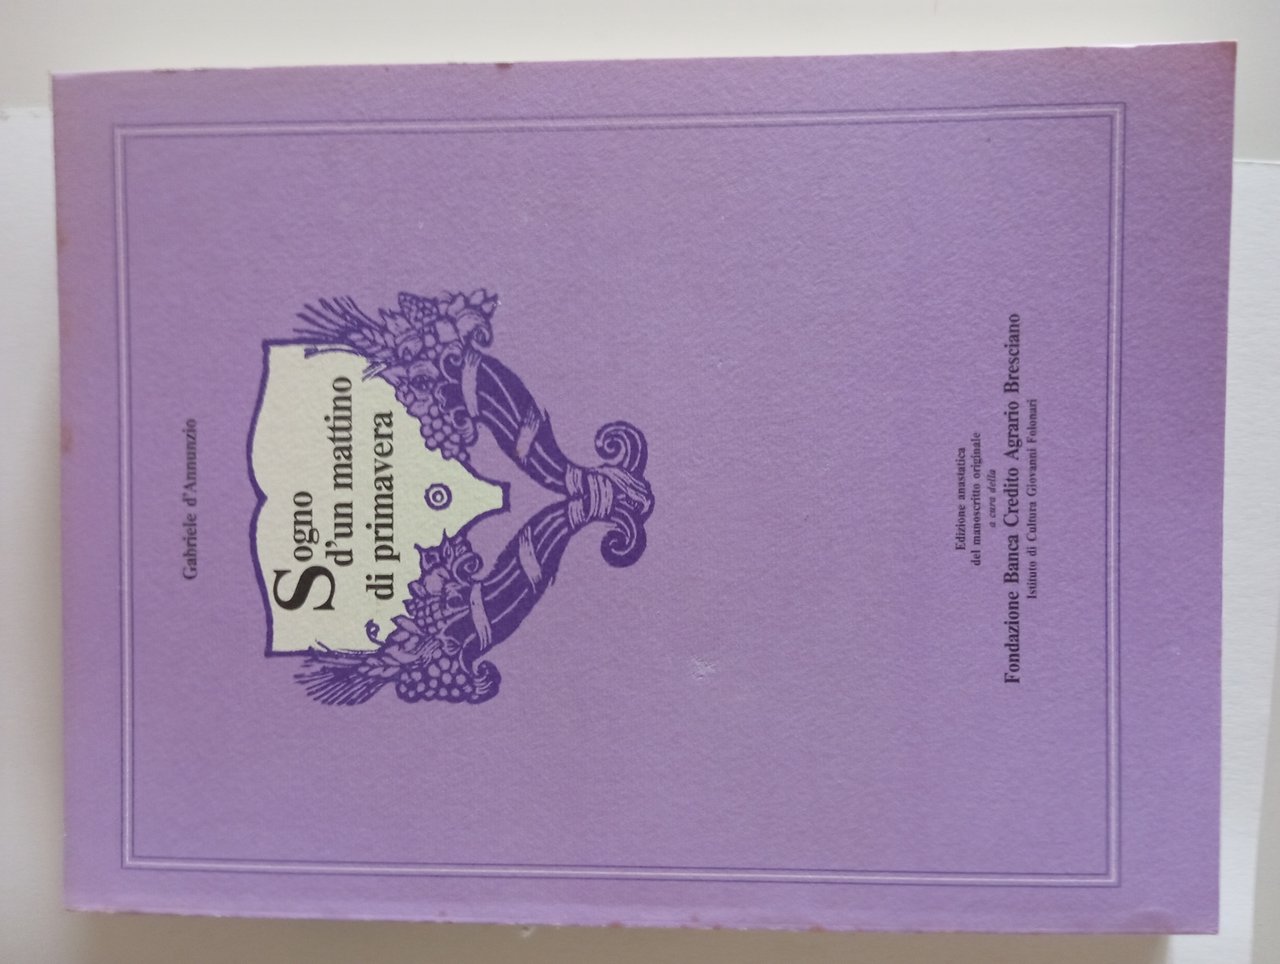 Gabriele d'Annunzio
Sogno
d'un mattino
di primavera
Edizione anastatica
del manoscritto originale
a cura della
Fondazione Banca Credito Agrario Bresciano
Istituto di Cultura Giovanni Folonari